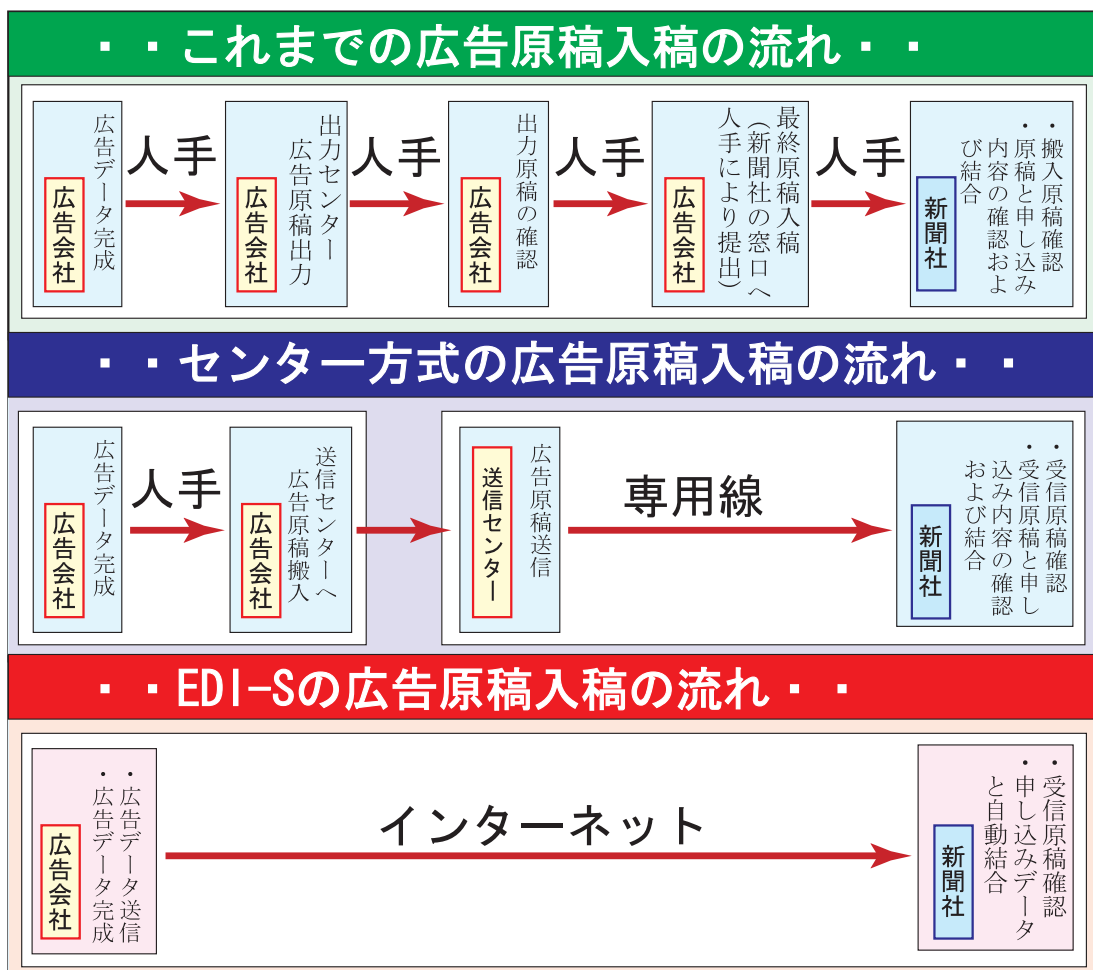 ・・これまでの広告原稿入稿の流れ・・
広告データ完成
広告会社
人手
出力センター
広告原稿出力
広告会社
人手
出力原稿の確認
広告会社
人手
最終原稿入稿
(新聞社の窓口へ
人手により提出)
広告会社
人手
・搬入原稿確認
・原稿と申し込み
内容の確認およ
び結合
新聞社
・・センター方式の広告原稿入稿の流れ・・
広告データ完成
広告会社
人手
送信センターへ
広告原稿搬入
広告会社
広告原稿送信
送信センター
専用線
・受信原稿確認
・受信原稿と申し
込み内容の確認
および結合
新聞社
・・EDI-Sの広告原稿入稿の流れ・・
・広告データ送信
・広告データ完成
広告会社
インターネット
・受信原稿確認
・申し込みデータ
と自動結合
新聞社